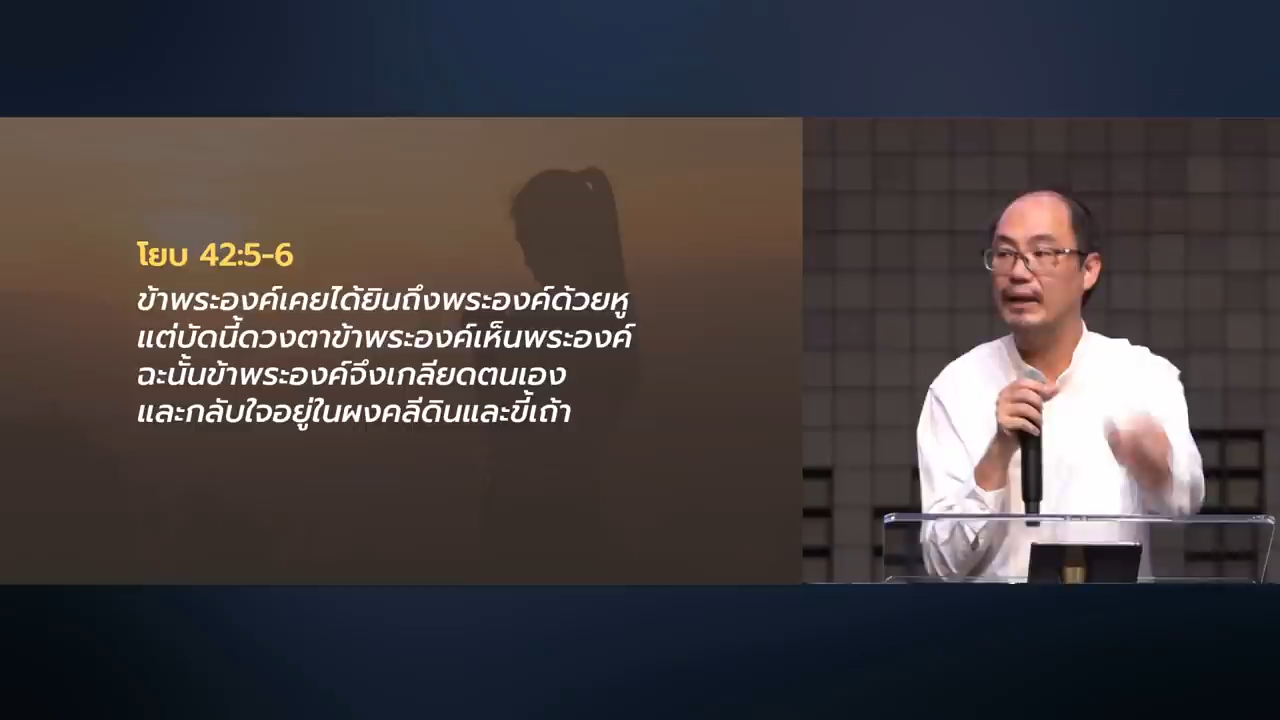 โยบ 42:5-6
ข้าพระองค์เคยได้ยินถึงพระองค์ด้วยหู
แต่บัดนี้ดวงตาข้าพระองค์เห็นพระองค์
ฉะนั้นข้าพระองค์จึงเกลียดตนเอง
และกลับใจอยู่ในผงคลีดินและขี้เถ้า